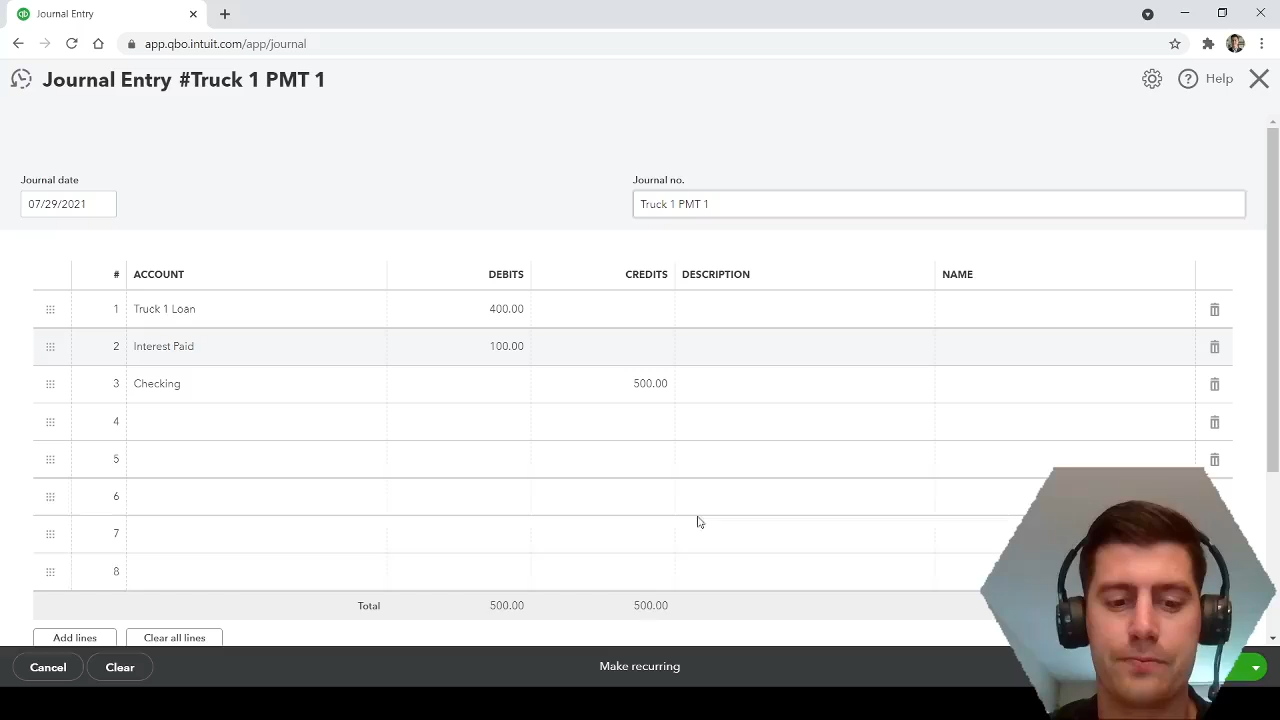 Journal Entry
app.qbo.intuit.com/app/journal
Journal Entry #Truck 1 PMT 1
Help
Journal date
Journal no.
07/29/2021
Truck 1 PMT 1
# ACCOUNT DEBITS CREDITS DESCRIPTION NAME
1 Truck 1 Loan 400.00
2 Interest Paid 100.00
3 Checking 500.00
4
5
6
7
8
Total 500.00 500.00
Add lines Clear all lines
Cancel Clear Make recurring